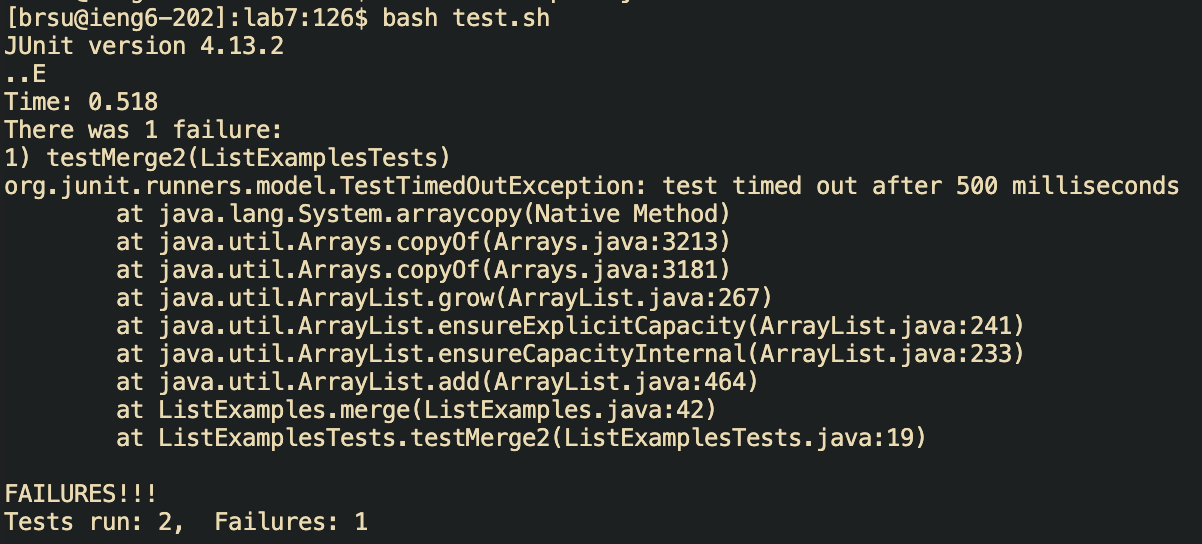 [brsu@ieng6-202]:lab7:126$ bash test.sh
JUnit version 4.13.2
..E
Time: 0.518
There was 1 failure:
1) testMerge2(ListExamplesTests)
org.junit.runners.model.TestTimedOutException: test timed out after 500 milliseconds
        at java.lang.System.arraycopy(Native Method)
        at java.util.Arrays.copyOf(Arrays.java:3213)
        at java.util.Arrays.copyOf(Arrays.java:3181)
        at java.util.ArrayList.grow(ArrayList.java:267)
        at java.util.ArrayList.ensureExplicitCapacity(ArrayList.java:241)
        at java.util.ArrayList.ensureCapacityInternal(ArrayList.java:233)
        at java.util.ArrayList.add(ArrayList.java:464)
        at ListExamples.merge(ListExamples.java:42)
        at ListExamplesTests.testMerge2(ListExamplesTests.java:19)

FAILURES!!!
Tests run: 2,  Failures: 1